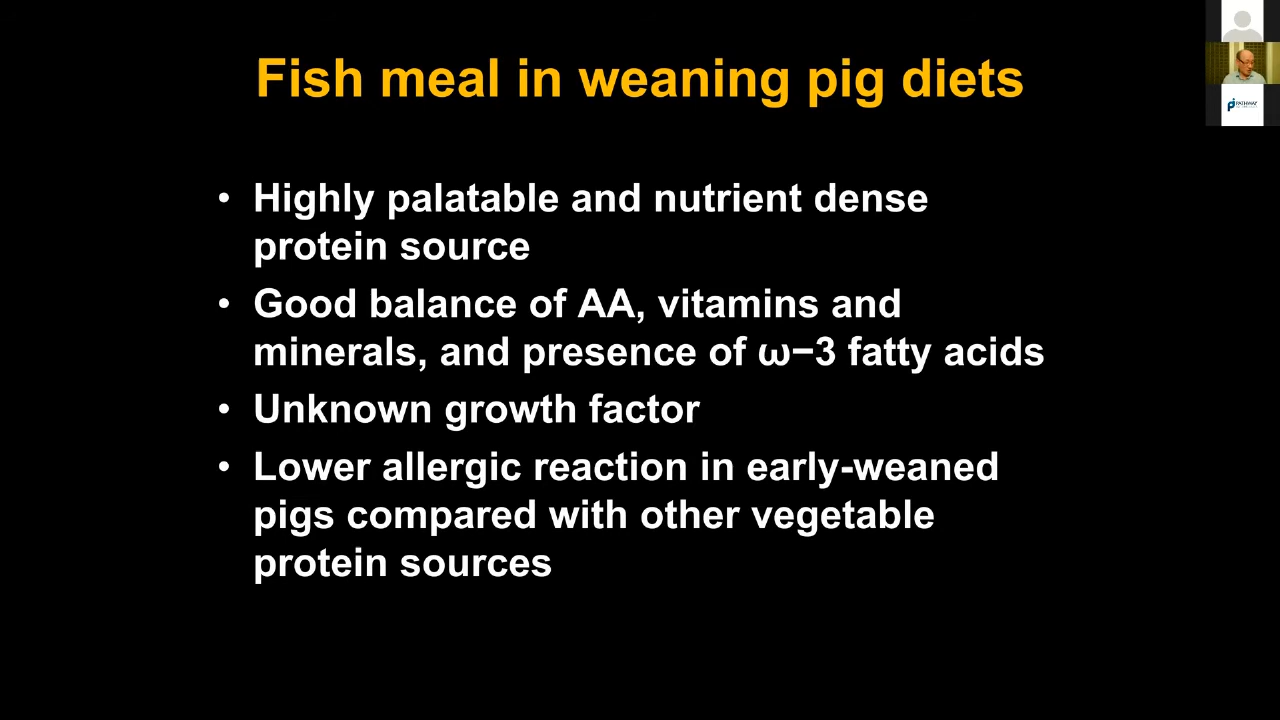 Fish meal in weaning pig diets
• Highly palatable and nutrient dense
protein source
• Good balance of AA, vitamins and
minerals, and presence of ω−3 fatty acids
• Unknown growth factor
• Lower allergic reaction in early-weaned
pigs compared with other vegetable
protein sources
PATHWAY